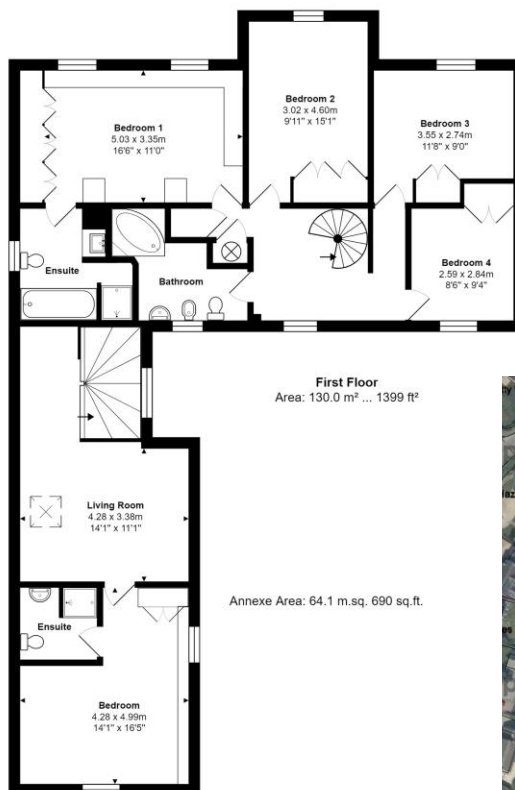 Bedroom 1
5.03 x 3.35m
16'6" x 11'0"
Bedroom 2
3.02 x 4.60m
9'11" x 15'1"
Bedroom 3
3.55 x 2.74m
11'8" x 9'0"
Bedroom 4
2.59 x 2.84m
8'6" x 9'4"
Ensuite
Bathroom
First Floor
Area: 130.0 m² ... 1399 ft²
Living Room
4.28 x 3.38m
14'1" x 11'1"
Annexe Area: 64.1 m.sq. 690 sq.ft.
Ensuite
Bedroom
4.28 x 4.99m
14'1" x 16'5"